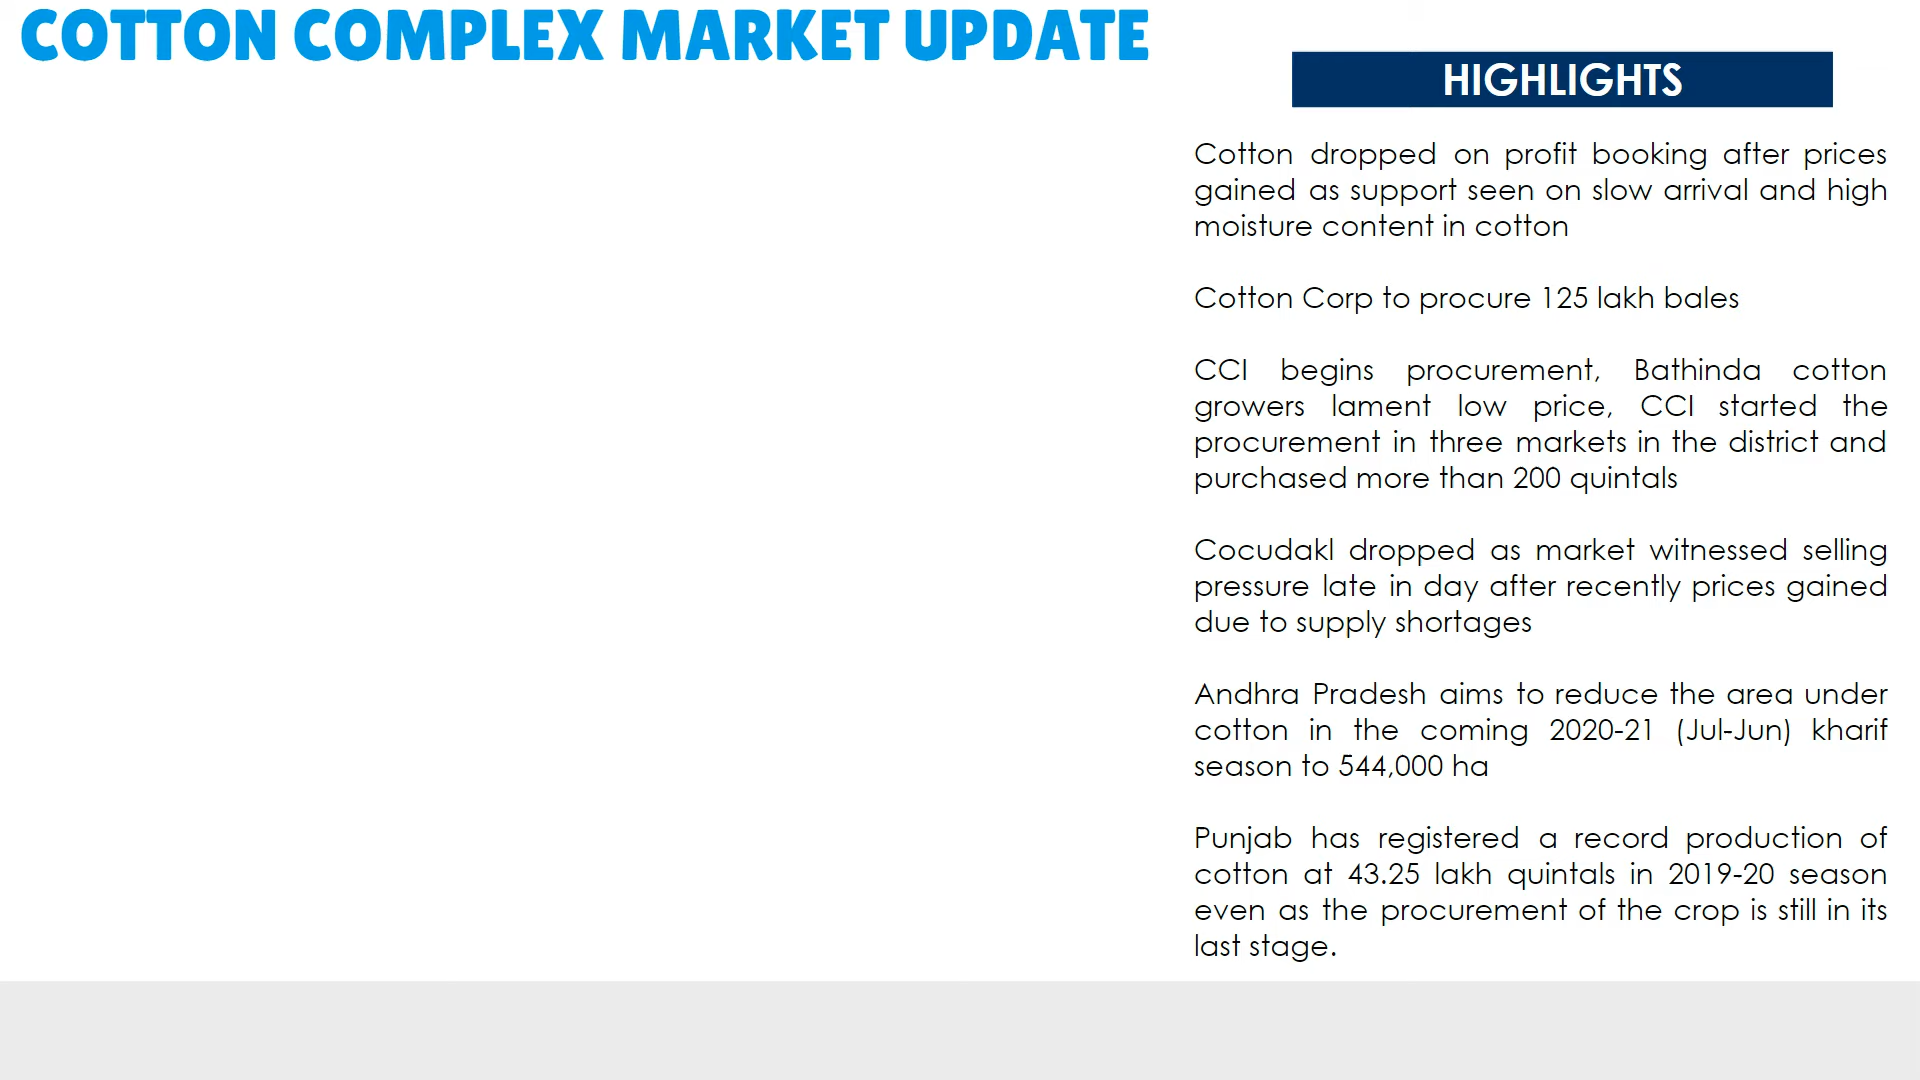 COTTON COMPLEX MARKET UPDATE
HIGHLIGHTS
Cotton dropped on profit booking after prices
gained as support seen on slow arrival and high
moisture content in cotton
Cotton Corp to procure 125 lakh bales
CCI begins procurement, Bathinda cotton
growers lament low price, CCI started the
procurement in three markets in the district and
purchased more than 200 quintals
Cocudakl dropped as market witnessed selling
pressure late in day after recently prices gained
due to supply shortages
Andhra Pradesh aims to reduce the area under
cotton in the coming 2020-21 (Jul-Jun) kharif
season to 544,000 ha
Punjab has registered a record production of
cotton at 43.25 lakh quintals in 2019-20 season
even as the procurement of the crop is still in its
last stage.